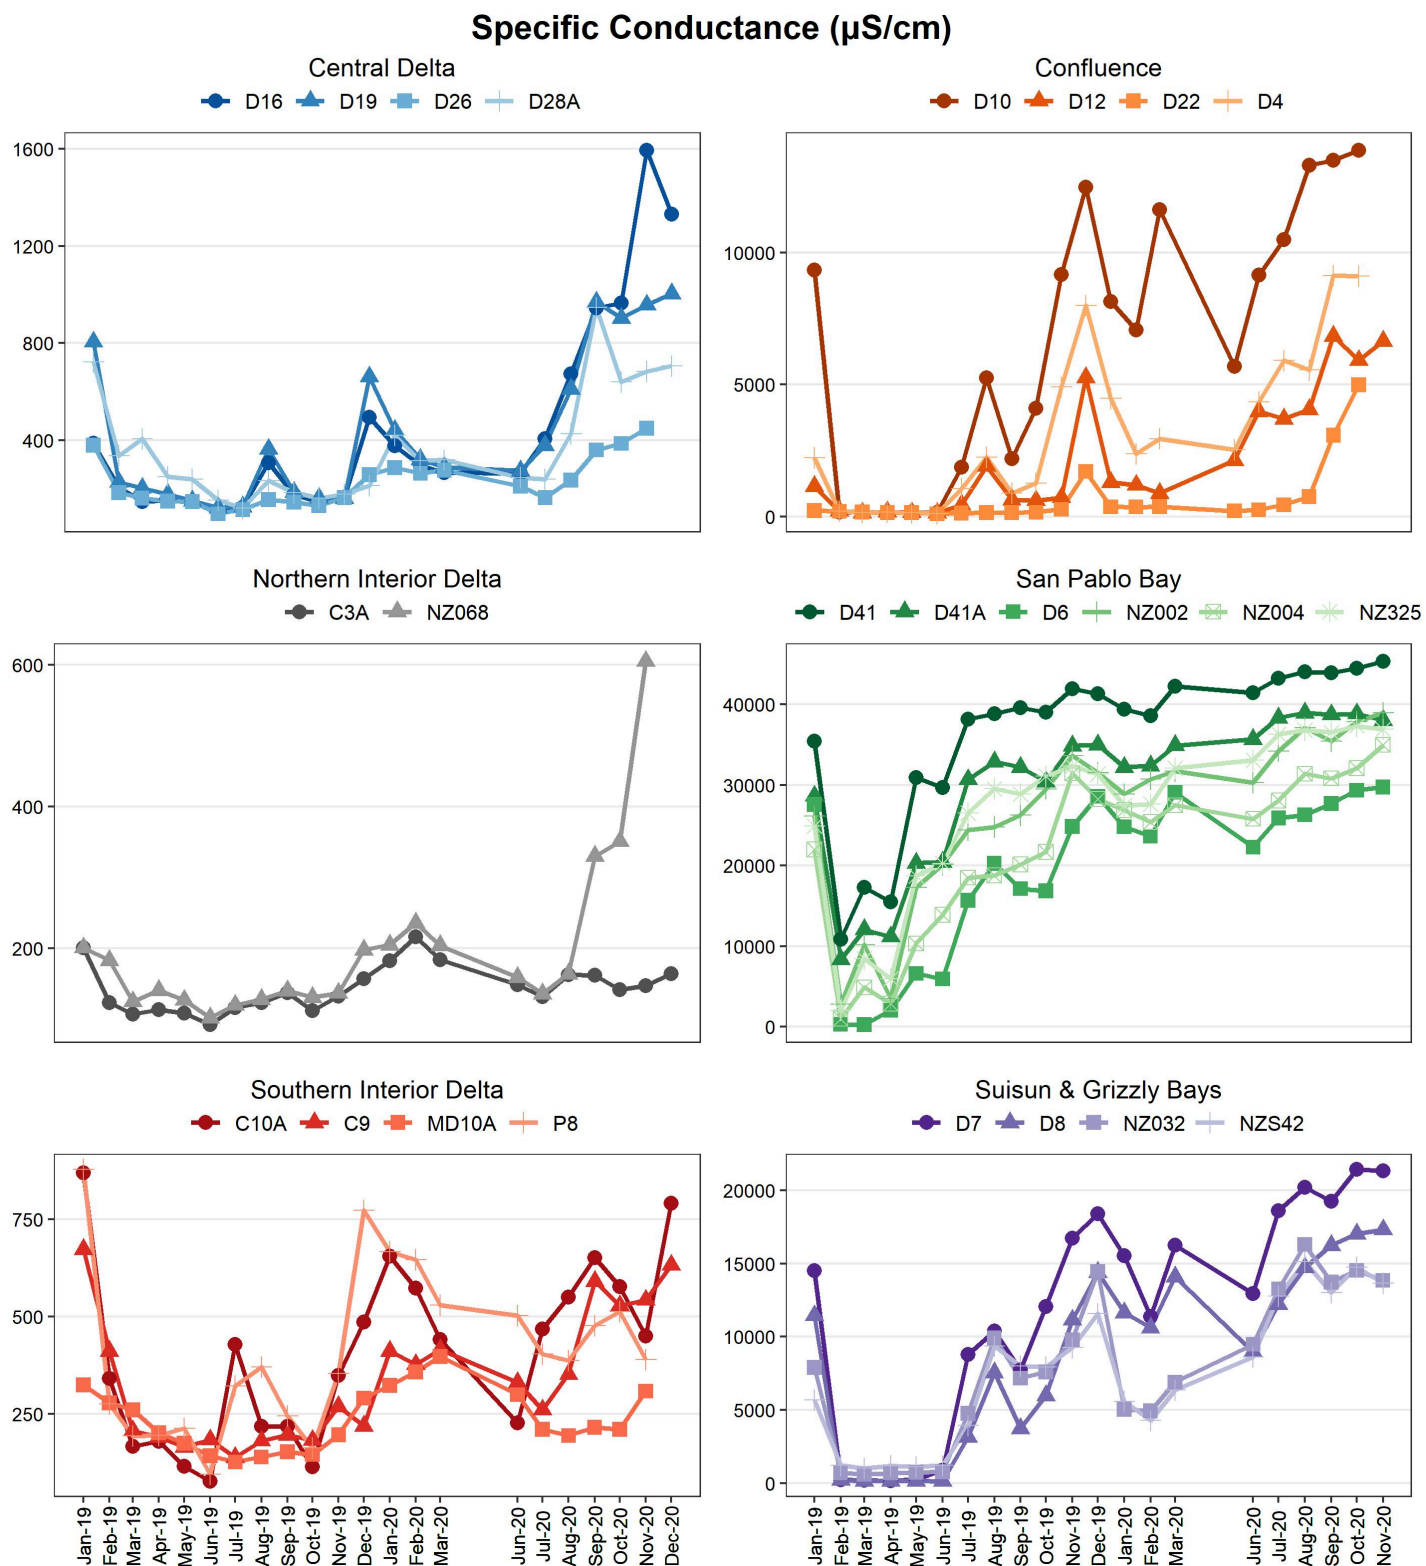 Specific Conductance (µS/cm)
Central Delta
D16 D19 D26 D28A
1600
1200
800
400
Confluence
D10 D12 D22 D4
10000
5000
0
Northern Interior Delta
C3A NZ068
600
400
200
San Pablo Bay
D41 D41A D6 NZ002 NZ004 NZ325
40000
30000
20000
10000
0
Southern Interior Delta
C10A C9 MD10A P8
750
500
250
Jan-19 Feb-19 Mar-19 Apr-19 May-19 Jun-19 Jul-19 Aug-19 Sep-19 Oct-19 Nov-19 Dec-19 Jan-20 Feb-20 Mar-20 Jun-20 Jul-20 Aug-20 Sep-20 Oct-20 Nov-20 Dec-20
Suisun & Grizzly Bays
D7 D8 NZ032 NZS42
20000
15000
10000
5000
0
Jan-19 Feb-19 Mar-19 Apr-19 May-19 Jun-19 Jul-19 Aug-19 Sep-19 Oct-19 Nov-19 Dec-19 Jan-20 Feb-20 Mar-20 Jun-20 Jul-20 Aug-20 Sep-20 Oct-20 Nov-20